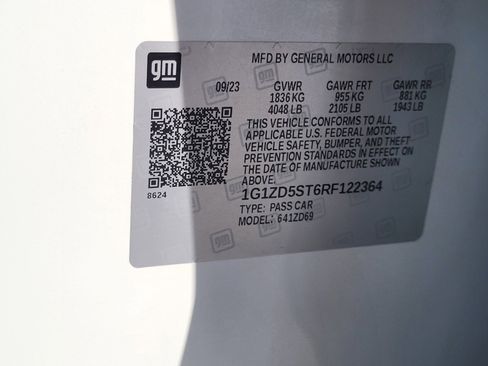 gm
MFD BY GENERAL MOTORS LLC
09/23 GVWR GAWR FRT GAWR RR
1836 KG 955 KG 881 KG
4048 LB 2105 LB 1943 LB
THIS VEHICLE CONFORMS TO ALL
APPLICABLE U.S. FEDERAL MOTOR
VEHICLE SAFETY, BUMPER, AND THEFT
PREVENTION STANDARDS IN EFFECT ON
THE DATE OF MANUFACTURE SHOWN
ABOVE.
8624
1G1ZD5ST6RF122364
TYPE: PASS CAR
MODEL: 641ZD69